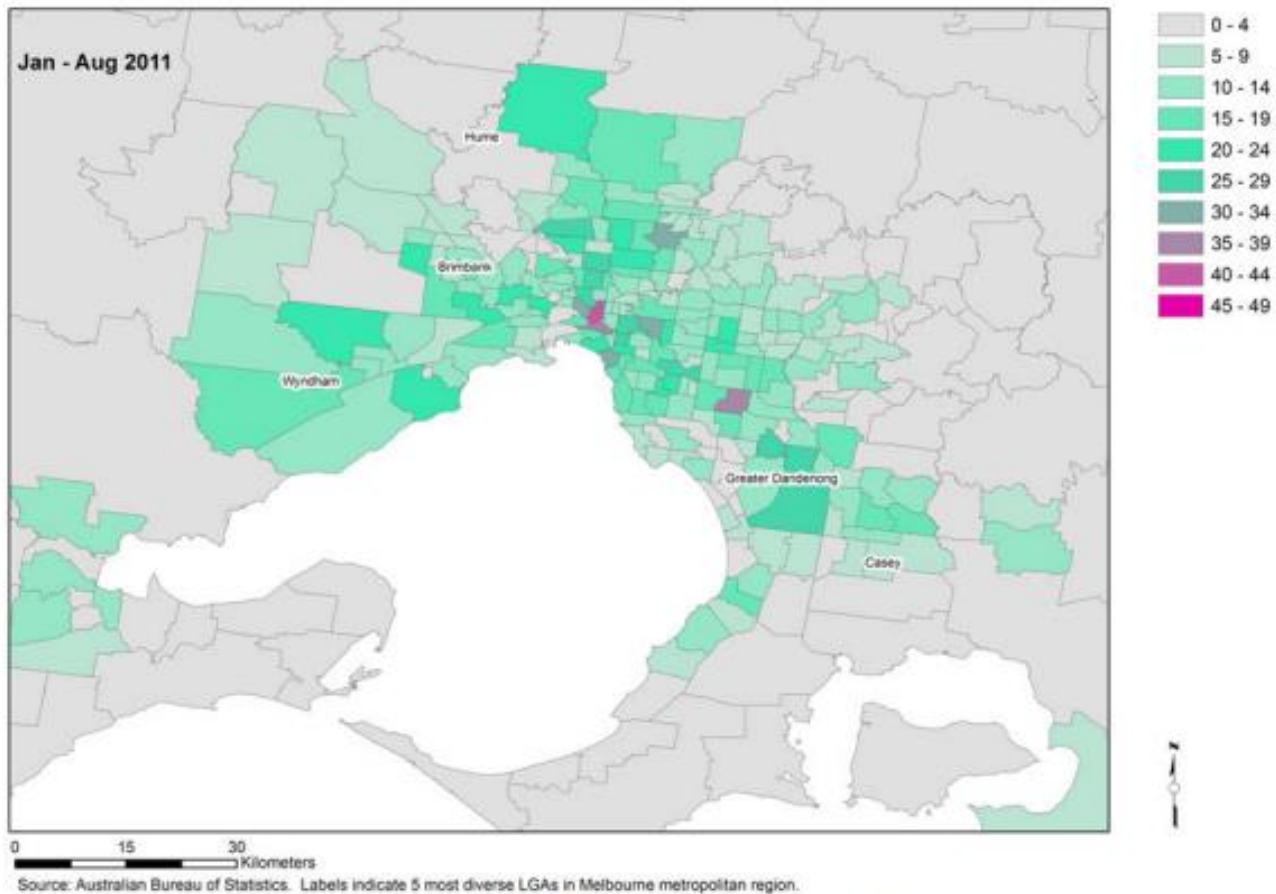 Jan - Aug 2011
0 - 4
5 - 9
10 - 14
15 - 19
20 - 24
25 - 29
30 - 34
35 - 39
40 - 44
45 - 49
Hume
Brimbank
Wyndham
Greater Dandenong
Casey
N
0 15 30
Kilometers
Source: Australian Bureau of Statistics. Labels indicate 5 most diverse LGAs in Melbourne metropolitan region.